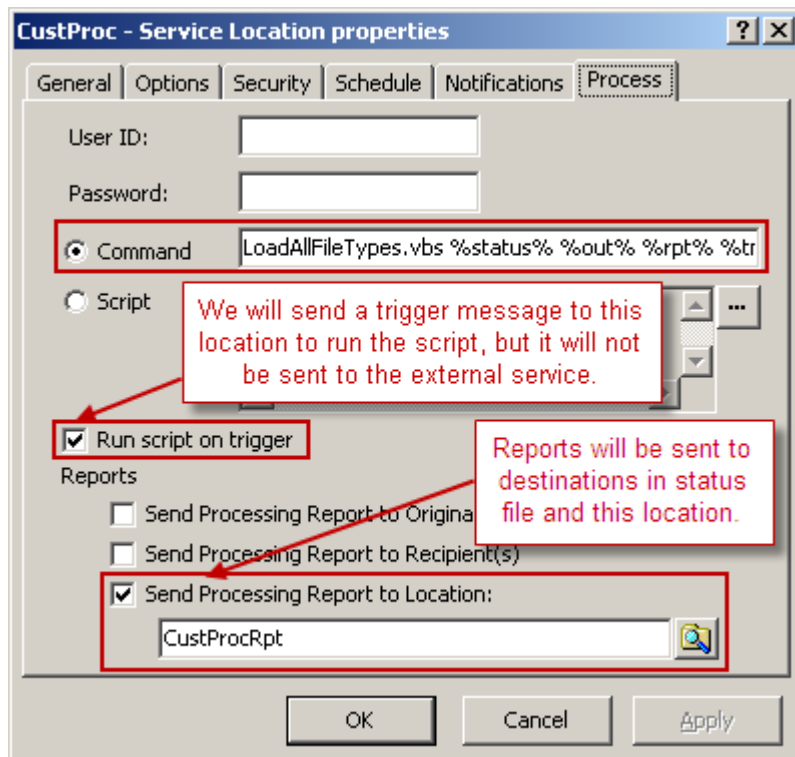 CustProc - Service Location properties
General Options Security Schedule Notifications Process
User ID:
Password:
Command LoadAllFileTypes.vbs %status% %out% %rpt% %tr
Script ...
We will send a trigger message to this
location to run the script, but it will not
be sent to the external service.
Run script on trigger
Reports will be sent to
destinations in status
file and this location.
Reports
Send Processing Report to Origina
Send Processing Report to Recipient(s)
Send Processing Report to Location:
CustProcRpt
OK Cancel Apply